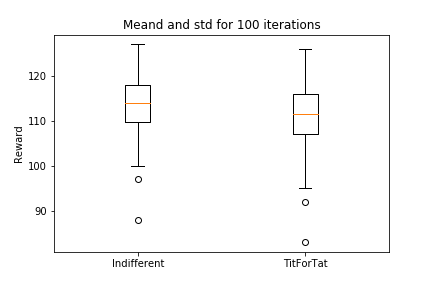 Meand and std for 100 iterations
120
110
100
90
Reward
Indifferent
TitForTat